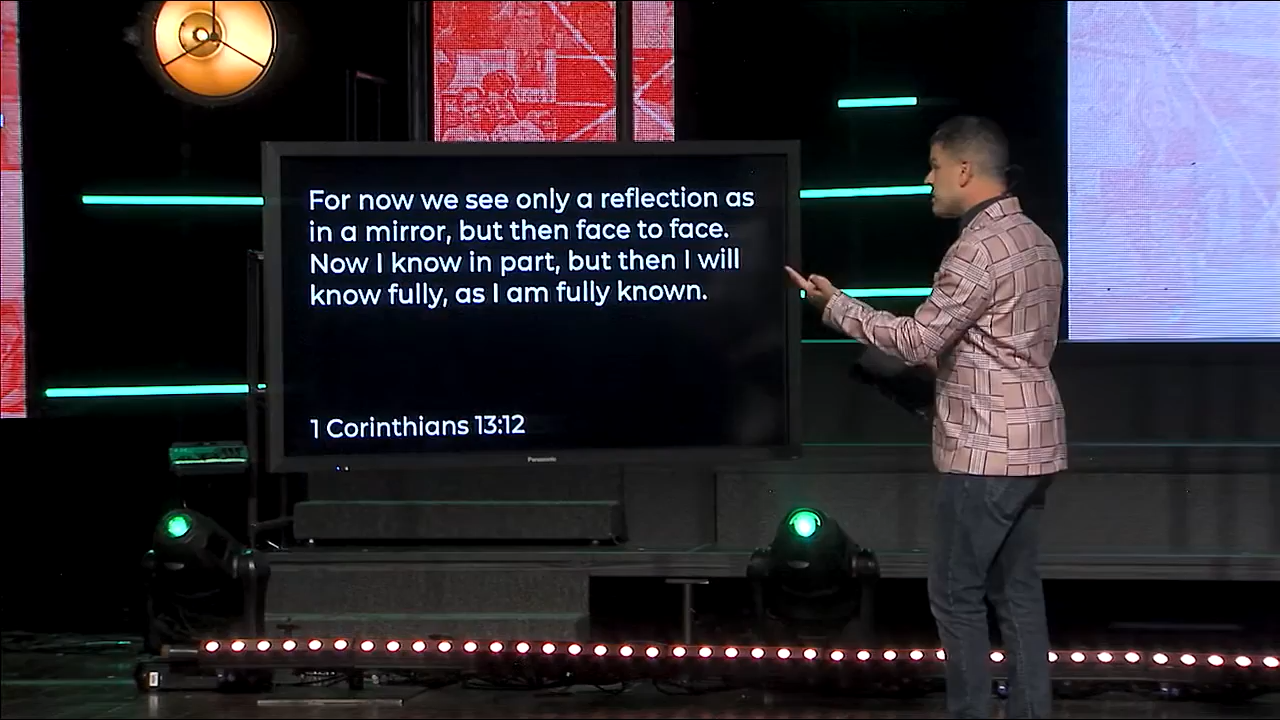 For now we see only a reflection as
in a mirror, but then face to face.
Now I know in part, but then I will
know fully, as I am fully known.
1 Corinthians 13:12
Panasonic